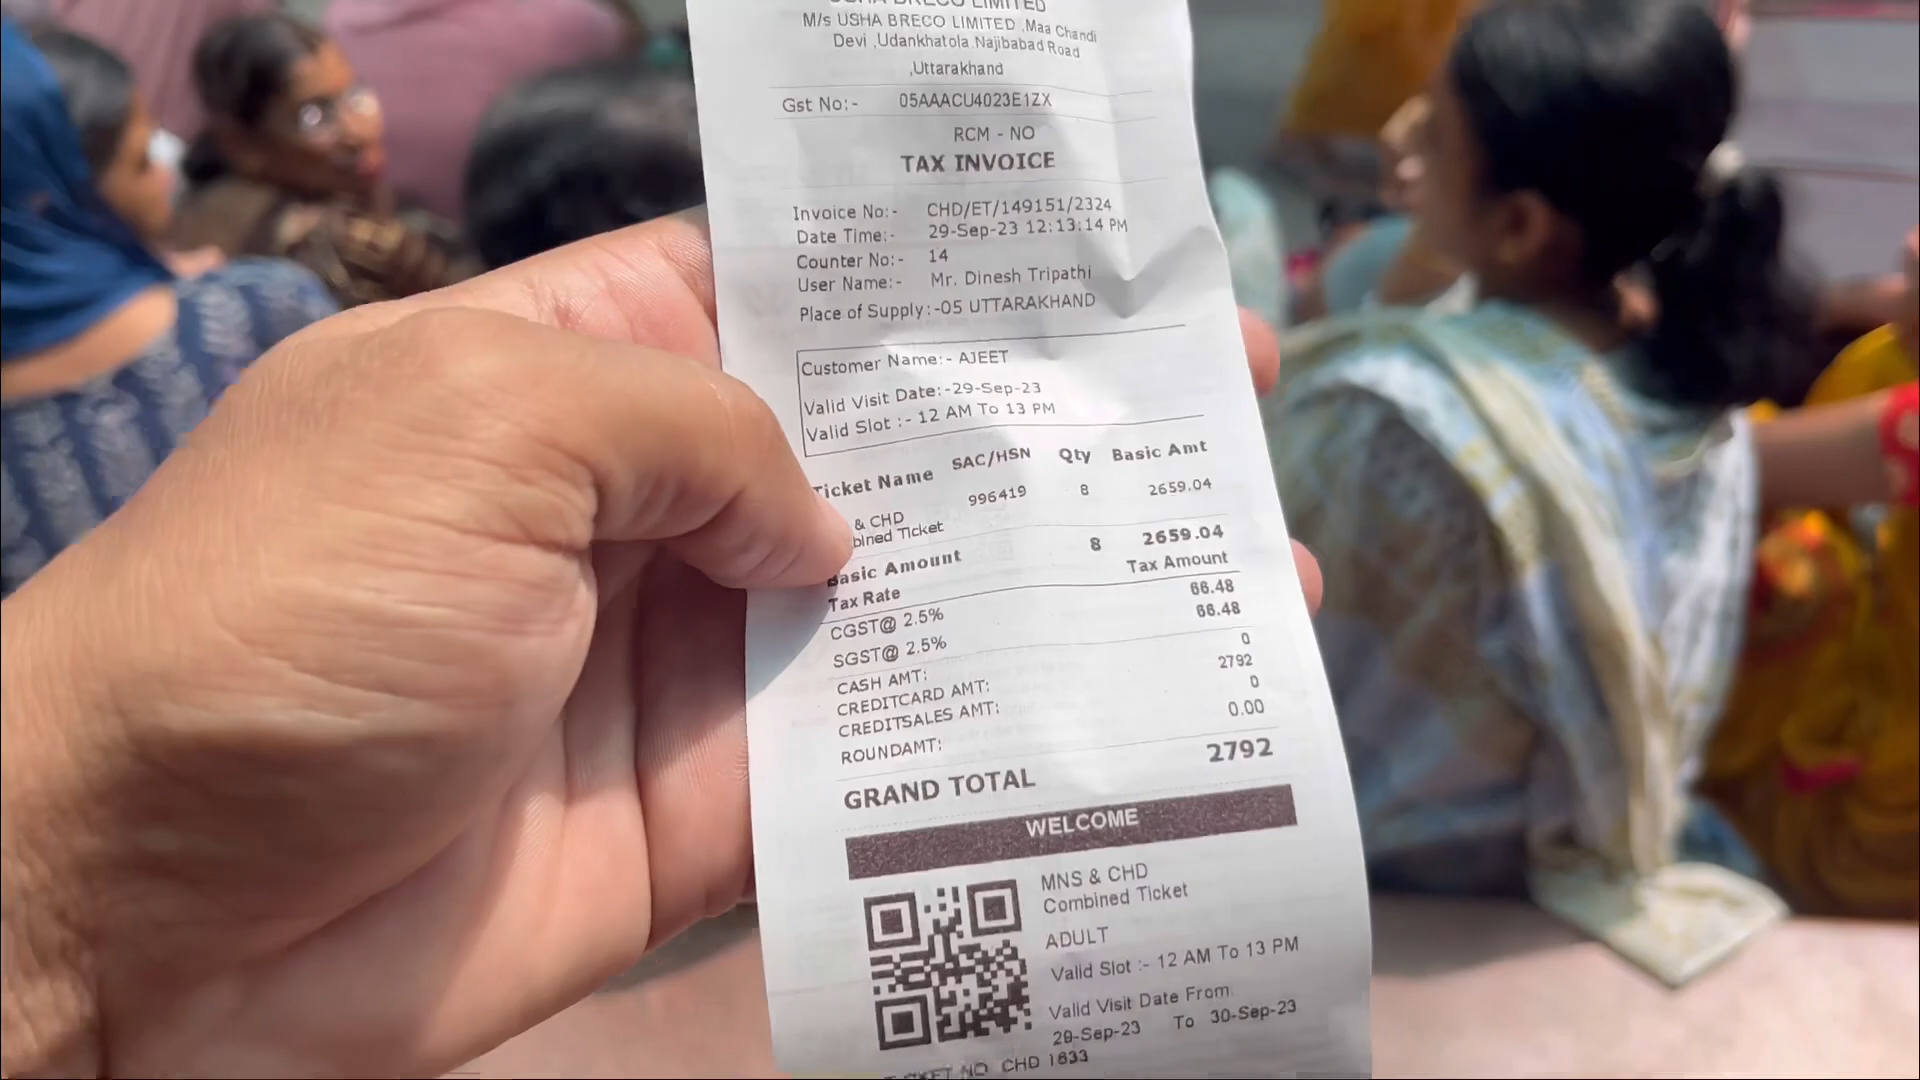 USHA BRECO LIMITED
M/s USHA BRECO LIMITED ,Maa Chandi
Devi ,Udankhatola Najibabad Road
,Uttarakhand
Gst No:- 05AAACU4023E1ZX
RCM - NO
TAX INVOICE
Invoice No:- CHD/ET/149151/2324
Date Time:- 29-Sep-23 12:13:14 PM
Counter No:- 14
User Name:- Mr. Dinesh Tripathi
Place of Supply:-05 UTTARAKHAND
Customer Name:- AJEET
Valid Visit Date:-29-Sep-23
Valid Slot :- 12 AM To 13 PM
Ticket Name SAC/HSN Qty Basic Amt
996419 8 2659.04
& CHD
bined Ticket
Basic Amount 8 2659.04
Tax Rate Tax Amount
CGST@ 2.5% 66.48
SGST@ 2.5% 66.48
CASH AMT: 0
CREDITCARD AMT: 2792
CREDITSALES AMT: 0
ROUNDAMT: 0.00
GRAND TOTAL 2792
WELCOME
MNS & CHD
Combined Ticket
ADULT
Valid Slot :- 12 AM To 13 PM
Valid Visit Date From
29-Sep-23 To 30-Sep-23
NO CHD 1633